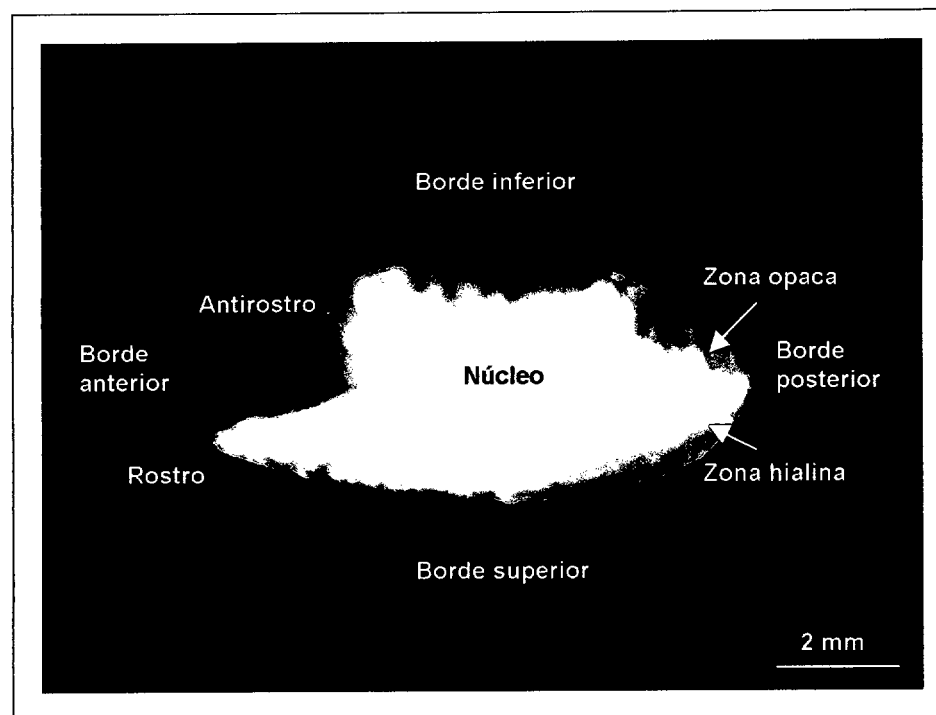 Borde inferior
Antirostro
Zona opaca
Borde
anterior
Núcleo
Borde
posterior
Rostro
Zona hialina
Borde superior
2 mm